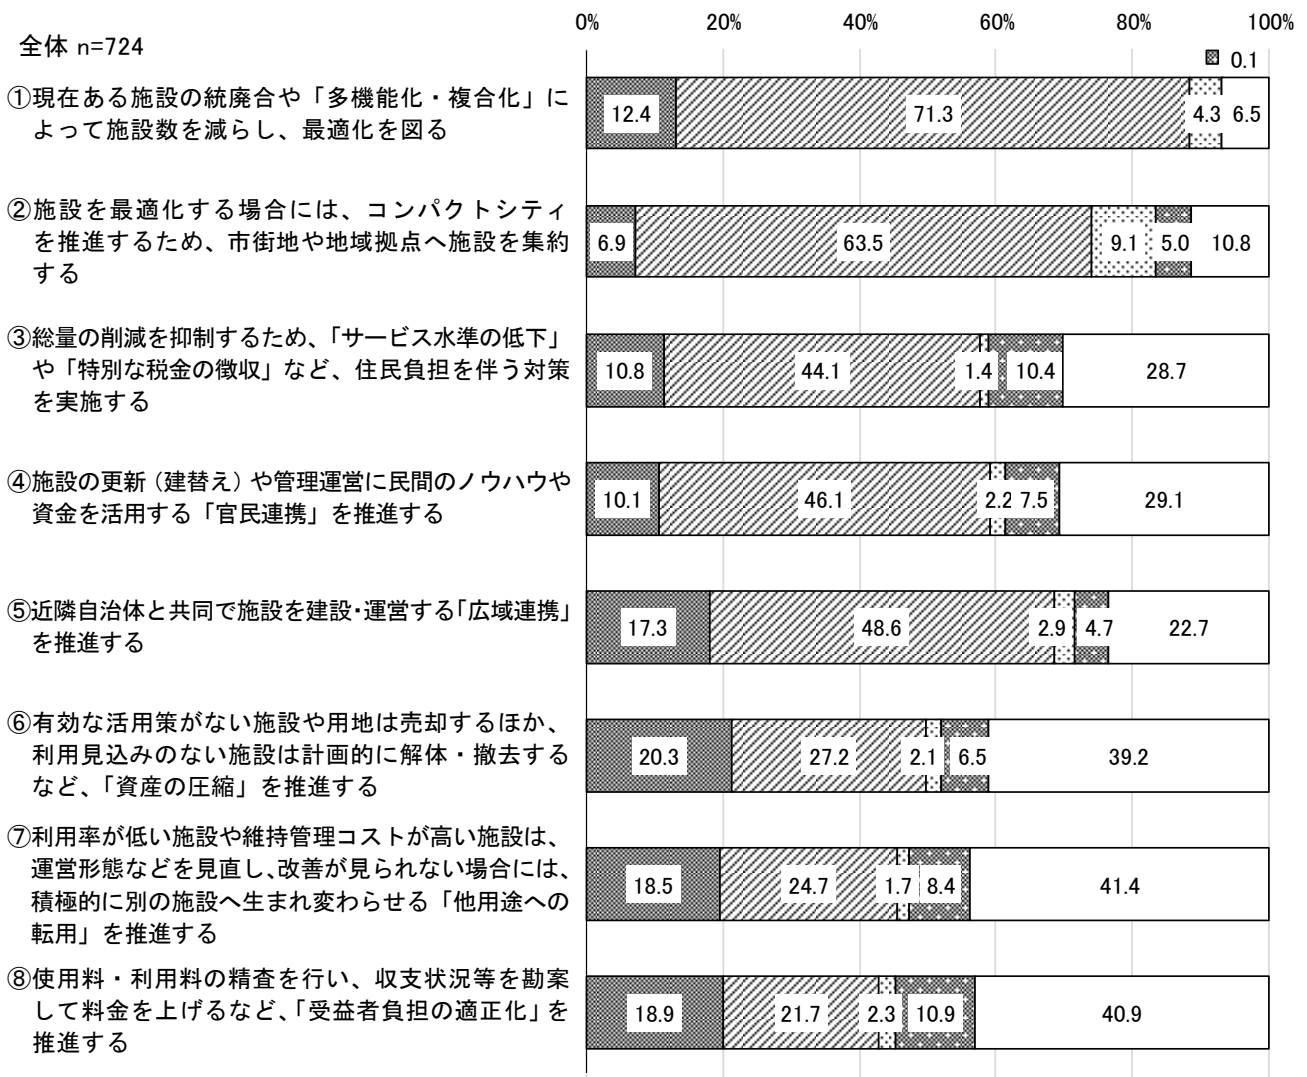 0% 20% 40% 60% 80% 100%
全体 n=724
0.1
①現在ある施設の統廃合や「多機能化・複合化」に
よって施設数を減らし、最適化を図る
12.4 71.3 4.3 6.5
②施設を最適化する場合には、コンパクトシティ
を推進するため、市街地や地域拠点へ施設を集約
する
6.9 63.5 9.1 5.0 10.8
③総量の削減を抑制するため、「サービス水準の低下」
や「特別な税金の徴収」など、住民負担を伴う対策
を実施する
10.8 44.1 1.4 10.4 28.7
④施設の更新（建替え）や管理運営に民間のノウハウや
資金を活用する「官民連携」を推進する
10.1 46.1 2.2 7.5 29.1
⑤近隣自治体と共同で施設を建設・運営する「広域連携」
を推進する
17.3 48.6 2.9 4.7 22.7
⑥有効な活用策がない施設や用地は売却するほか、
利用見込みのない施設は計画的に解体・撤去する
など、「資産の圧縮」を推進する
20.3 27.2 2.1 6.5 39.2
⑦利用率が低い施設や維持管理コストが高い施設は、
運営形態などを見直し、改善が見られない場合には、
積極的に別の施設へ生まれ変わらせる「他用途への
転用」を推進する
18.5 24.7 1.7 8.4 41.4
⑧使用料・利用料の精査を行い、収支状況等を勘案
して料金を上げるなど、「受益者負担の適正化」を
推進する
18.9 21.7 2.3 10.9 40.9